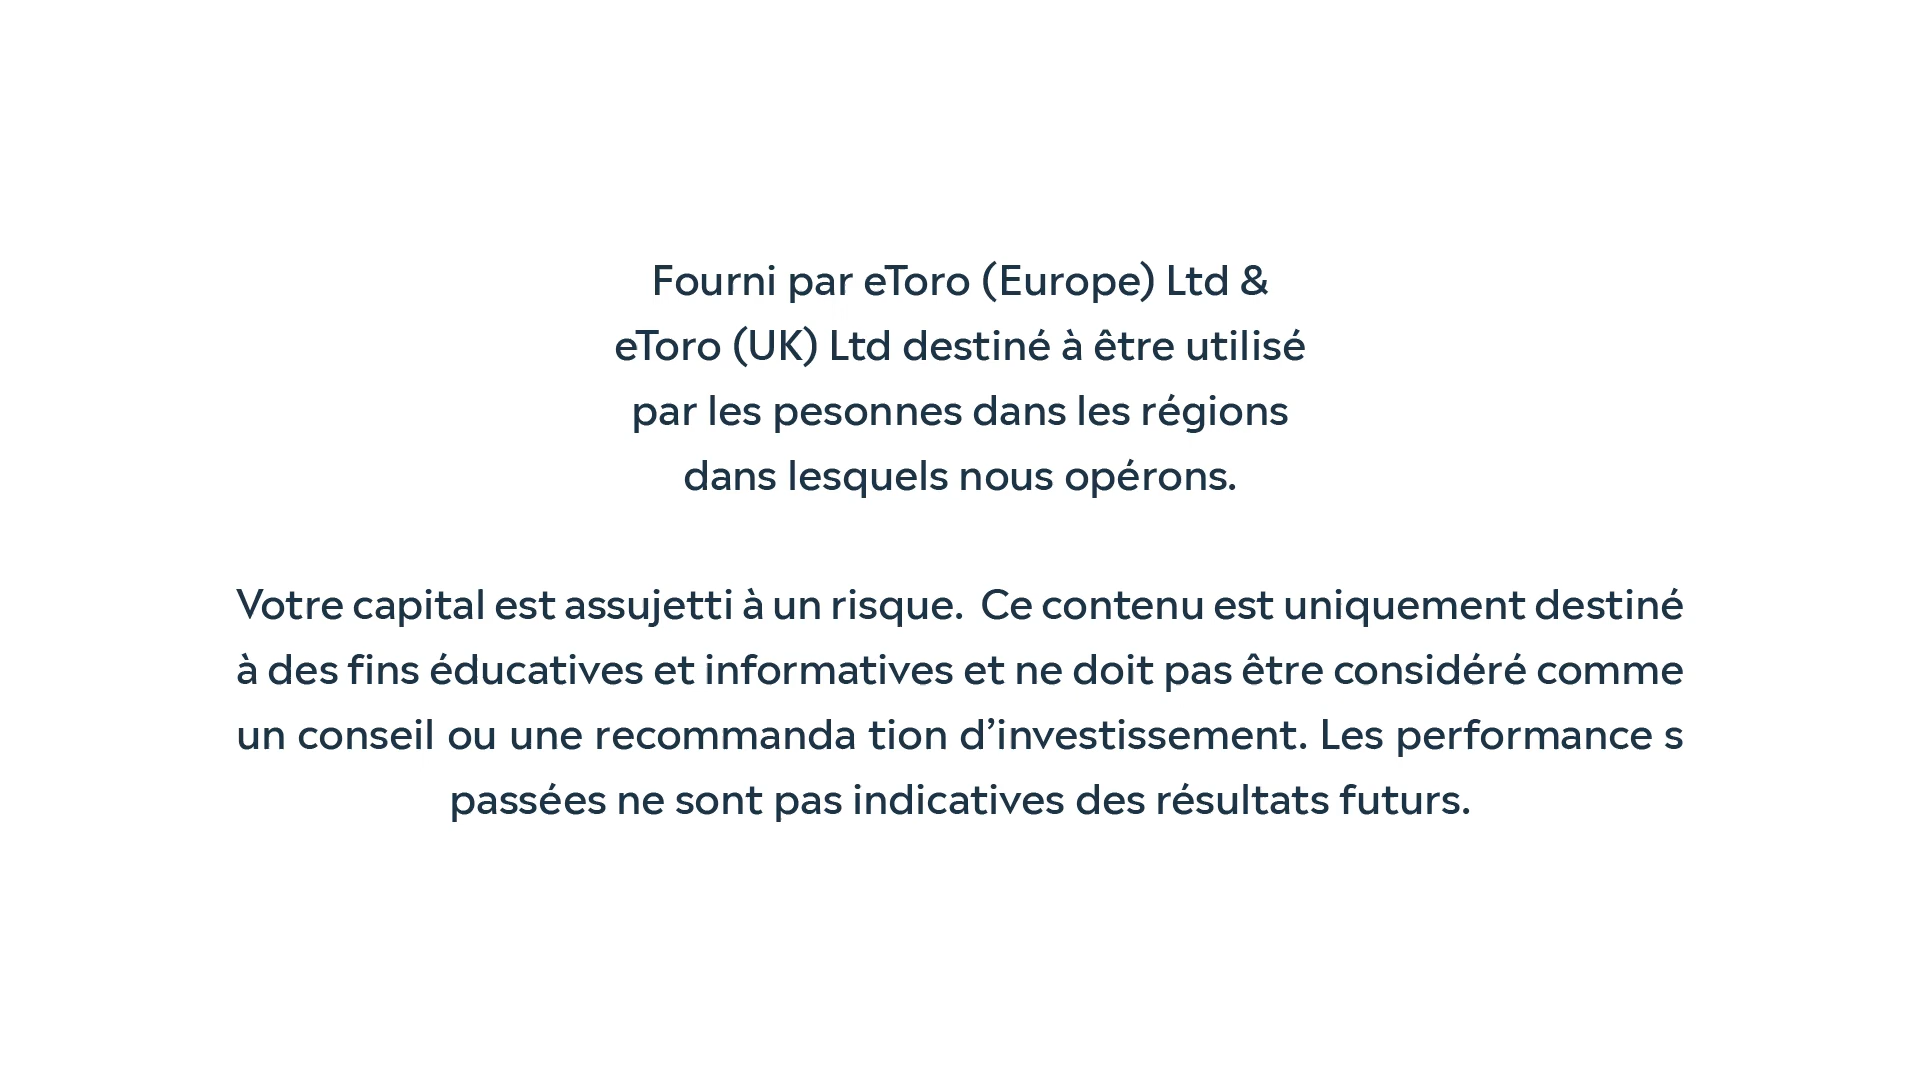 Fourni par eToro (Europe) Ltd &
eToro (UK) Ltd destiné à être utilisé
par les pesonnes dans les régions
dans lesquels nous opérons.
Votre capital est assujetti à un risque.  Ce contenu est uniquement destiné
à des fins éducatives et informatives et ne doit pas être considéré comme
un conseil ou une recommanda tion d’investissement. Les performance s
passées ne sont pas indicatives des résultats futurs.